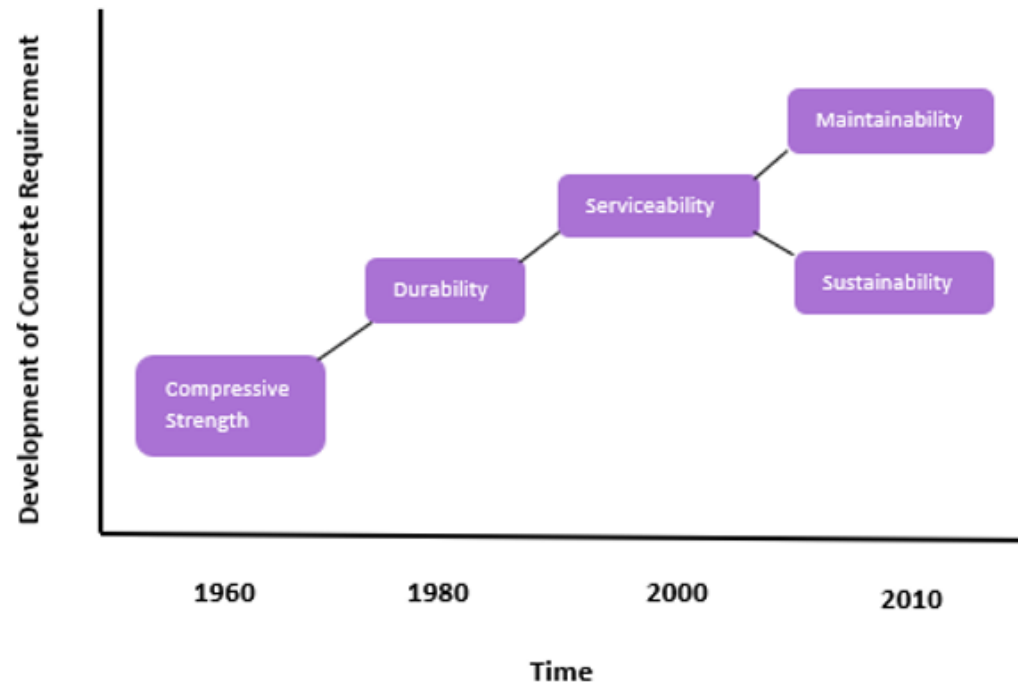 Development of Concrete Requirement
Maintainability
Serviceability
Sustainability
Durability
Compressive
Strength
1960
1980
2000
2010
Time